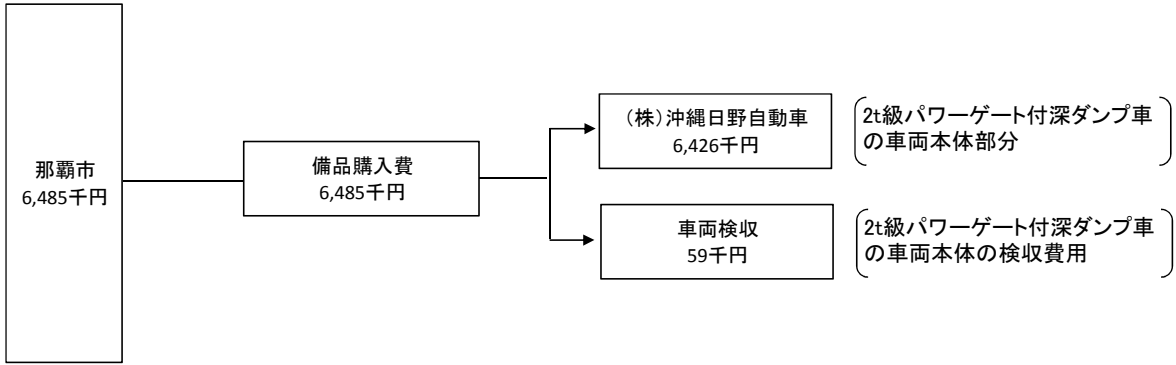 那覇市
6,485千円
備品購入費
6,485千円
（株）沖縄日野自動車
6,426千円
2t級パワーゲート付深ダンプ車
の車両本体部分
車両検収
59千円
2t級パワーゲート付深ダンプ車
の車両本体の検収費用